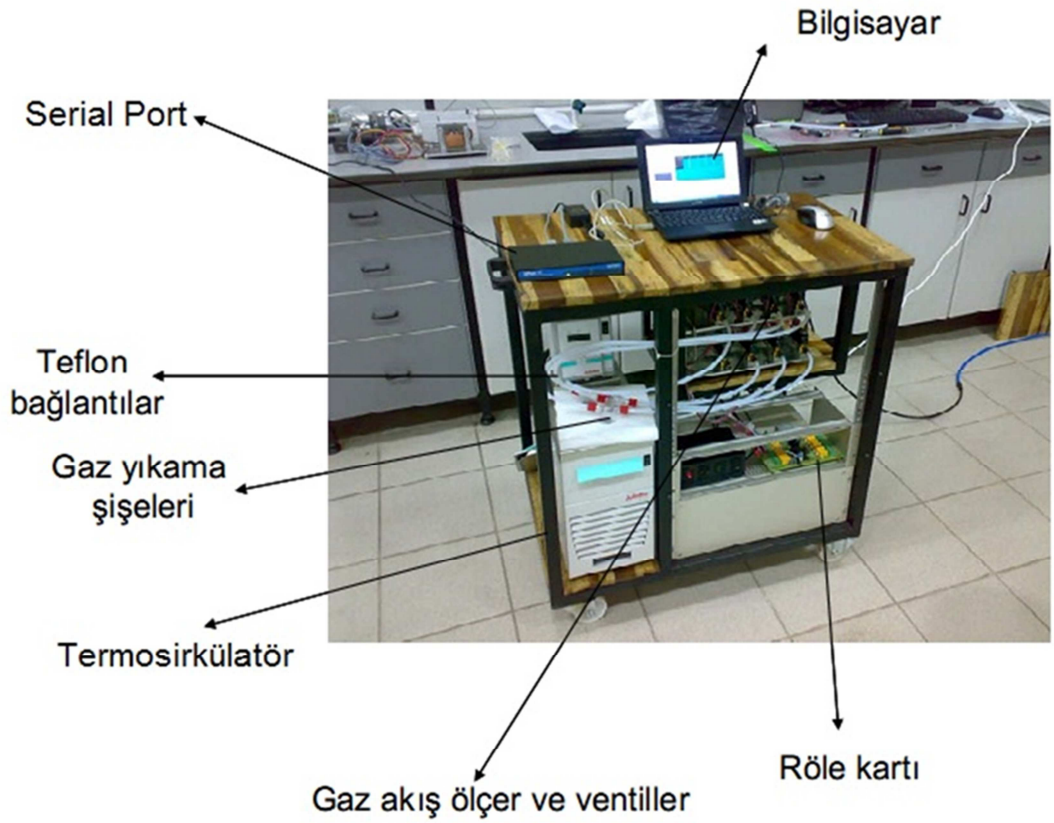 Bilgisayar
Serial Port
Teflon
bağlantılar
Gaz yıkama
şişeleri
Termosirkülatör
Röle kartı
Gaz akış ölçer ve ventiller